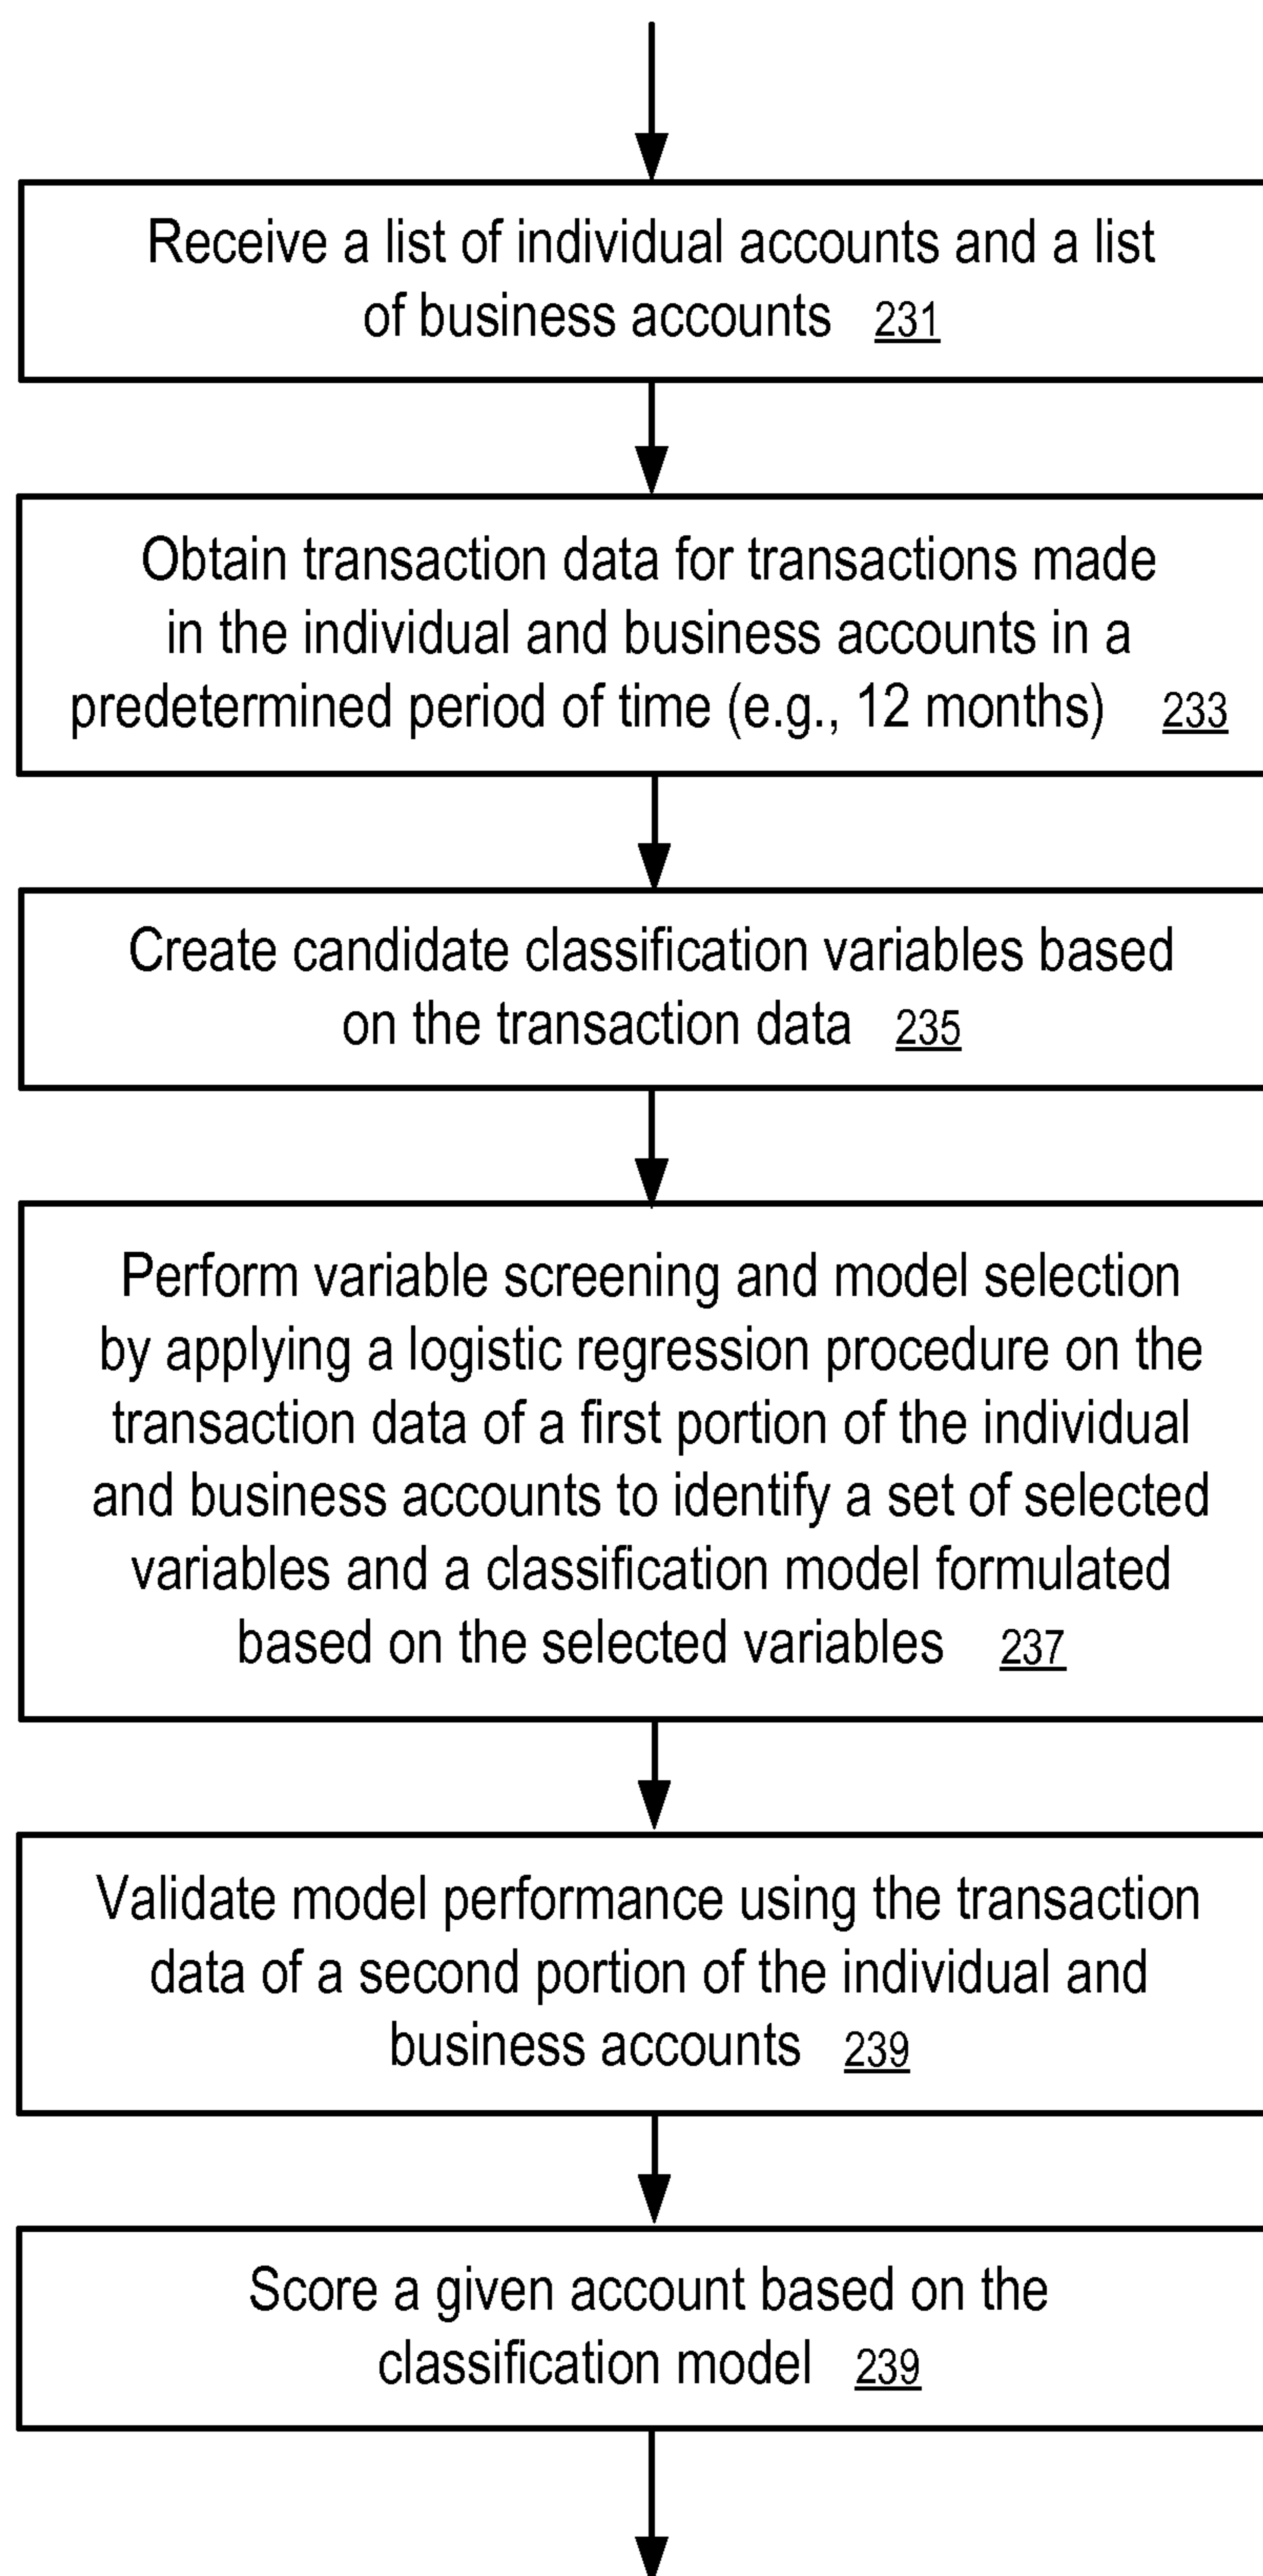 Receive a list of individual accounts and a list
of business accounts 231
Obtain transaction data for transactions made
in the individual and business accounts in a
predetermined period of time (e.g., 12 months) 233
Create candidate classification variables based
on the transaction data 235
Perform variable screening and model selection
by applying a logistic regression procedure on the
transaction data of a first portion of the individual
and business accounts to identify a set of selected
variables and a classification model formulated
based on the selected variables 237
Validate model performance using the transaction
data of a second portion of the individual and
business accounts 239
Score a given account based on the
classification model 239